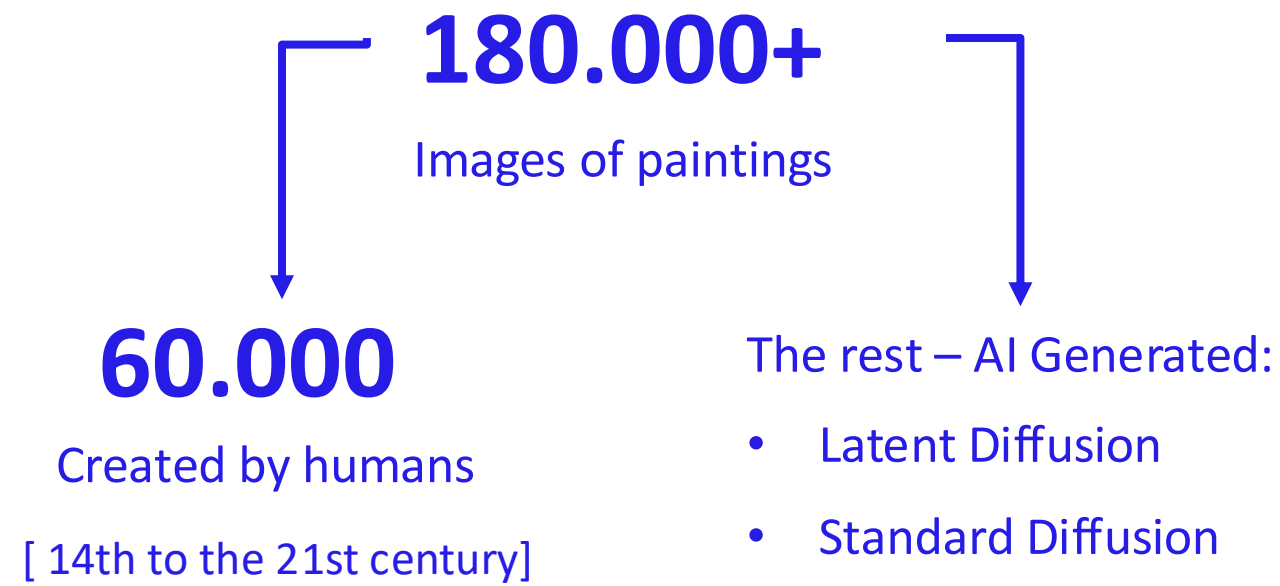 180.000+
Images of paintings
60.000
Created by humans
[ 14th to the 21st century]
The rest – AI Generated:
• Latent Diffusion
• Standard Diffusion